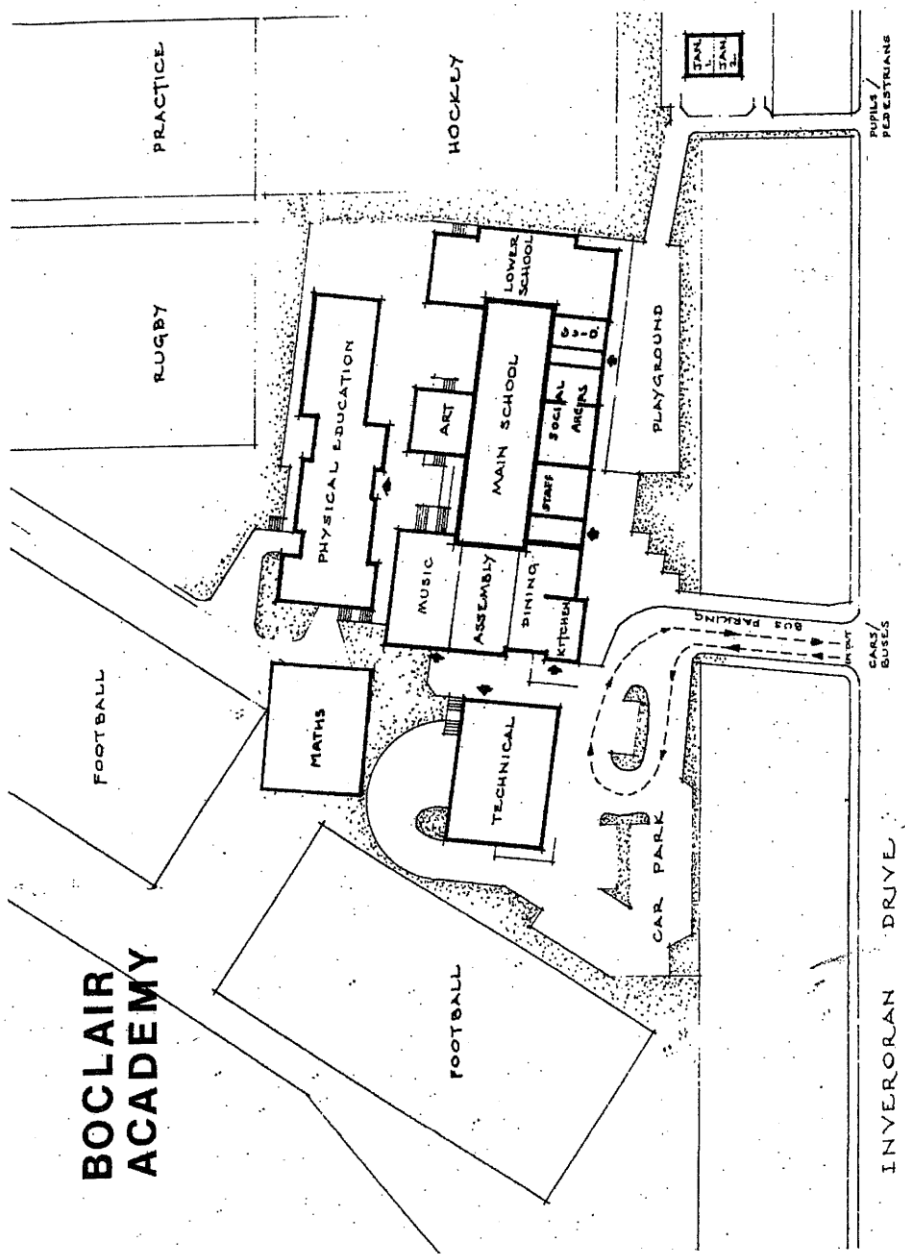 BOCLAIR
ACADEMY
FOOTBALL
RUGBY
PRACTICE
MATHS
PHYSICAL EDUCATION
FOOTBALL
MUSIC
ART
HOCKEY
TECHNICAL
ASSEMBLY
MAIN SCHOOL
LOWER
SCHOOL
DINING
KITCHEN
STAFF
SOCIAL
AREAS
CAR PARK
PLAYGROUND
JAN.
1.
JAN.
2.
BUS PARKING
IN OUT
CARS/
BUSES
PUPILS/
PEDESTRIANS
INVERORAN DRIVE